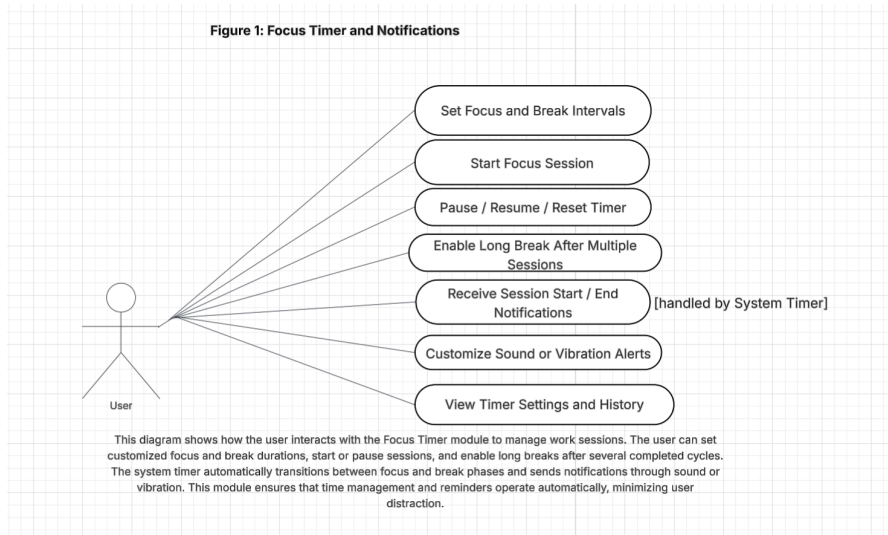 Figure 1: Focus Timer and Notifications
Set Focus and Break Intervals
Start Focus Session
Pause / Resume / Reset Timer
Enable Long Break After Multiple
Sessions
Receive Session Start / End
Notifications
[handled by System Timer]
Customize Sound or Vibration Alerts
View Timer Settings and History
User
This diagram shows how the user interacts with the Focus Timer module to manage work sessions. The user can set
customized focus and break durations, start or pause sessions, and enable long breaks after several completed cycles.
The system timer automatically transitions between focus and break phases and sends notifications through sound or
vibration. This module ensures that time management and reminders operate automatically, minimizing user
distraction.